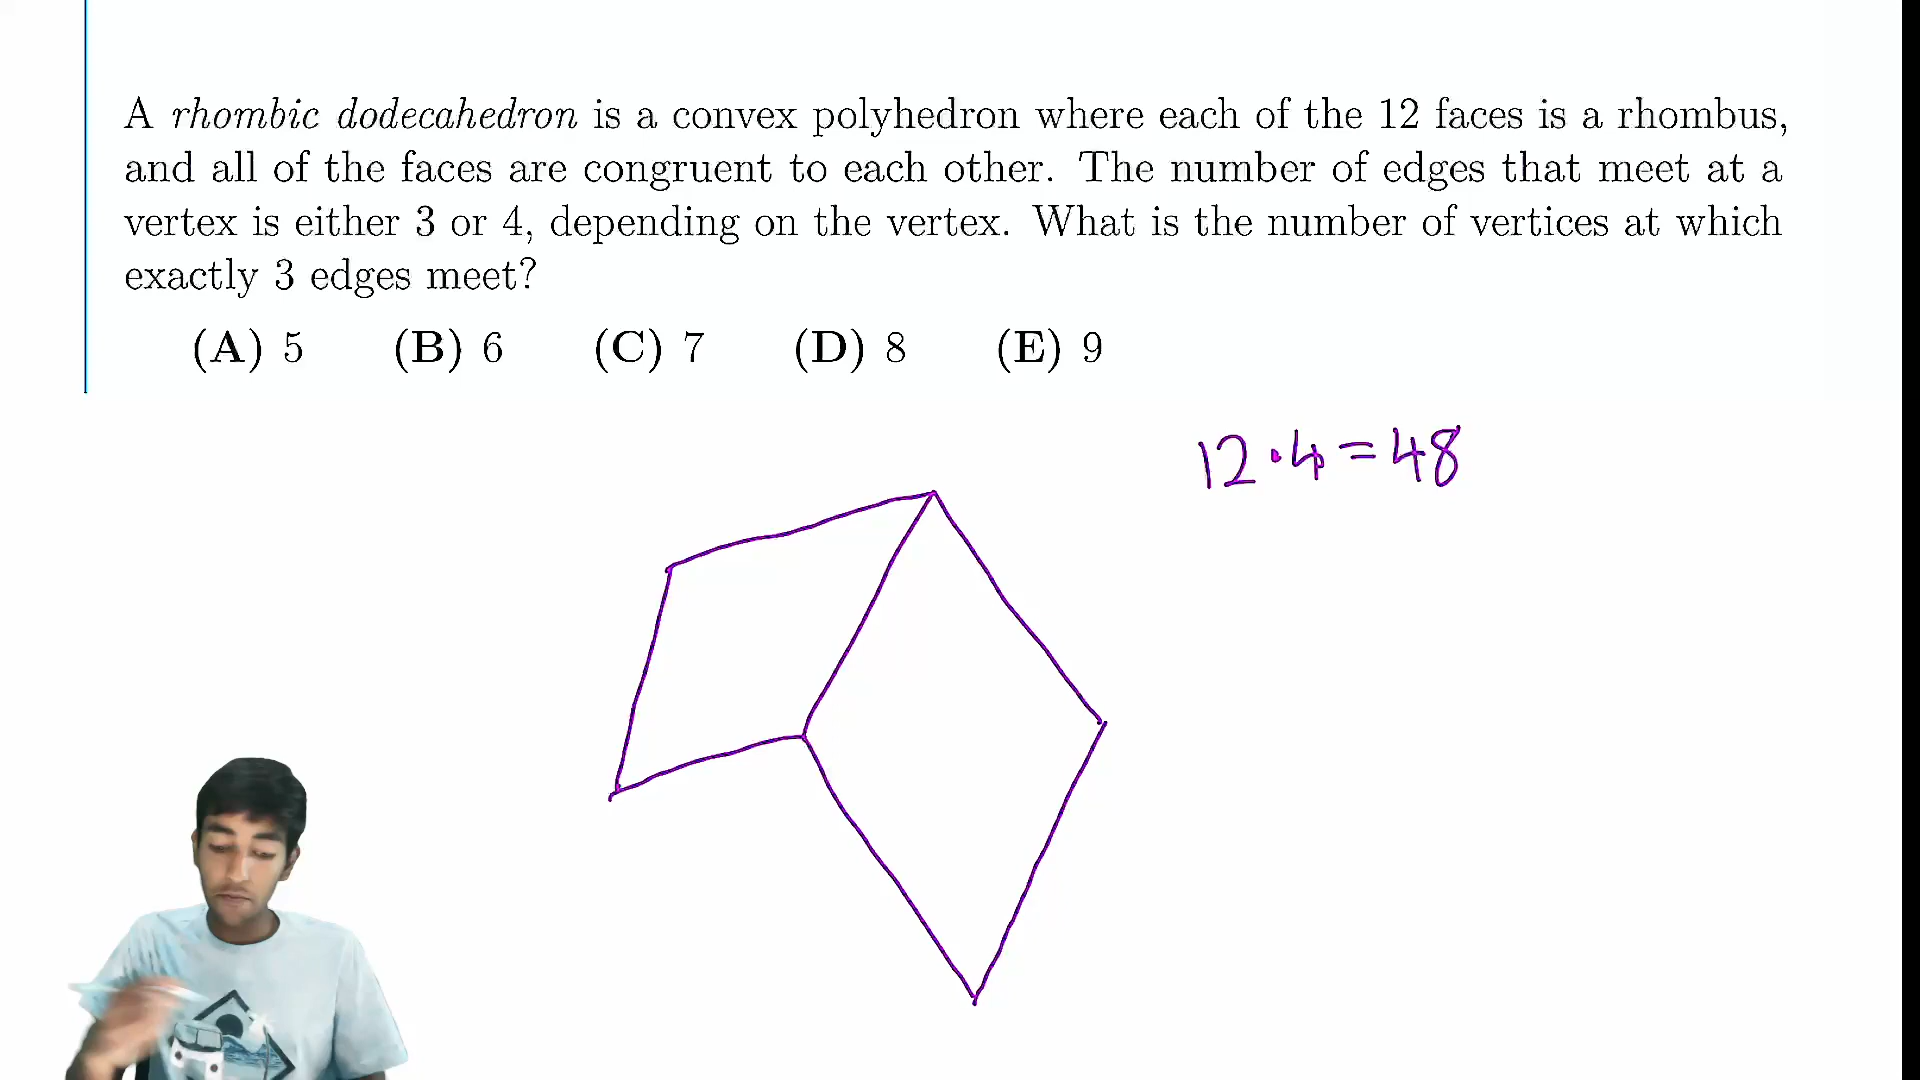 A rhombic dodecahedron is a convex polyhedron where each of the 12 faces is a rhombus,
and all of the faces are congruent to each other. The number of edges that meet at a
vertex is either 3 or 4, depending on the vertex. What is the number of vertices at which
exactly 3 edges meet?
(A) 5 (B) 6 (C) 7 (D) 8 (E) 9
12·4=48